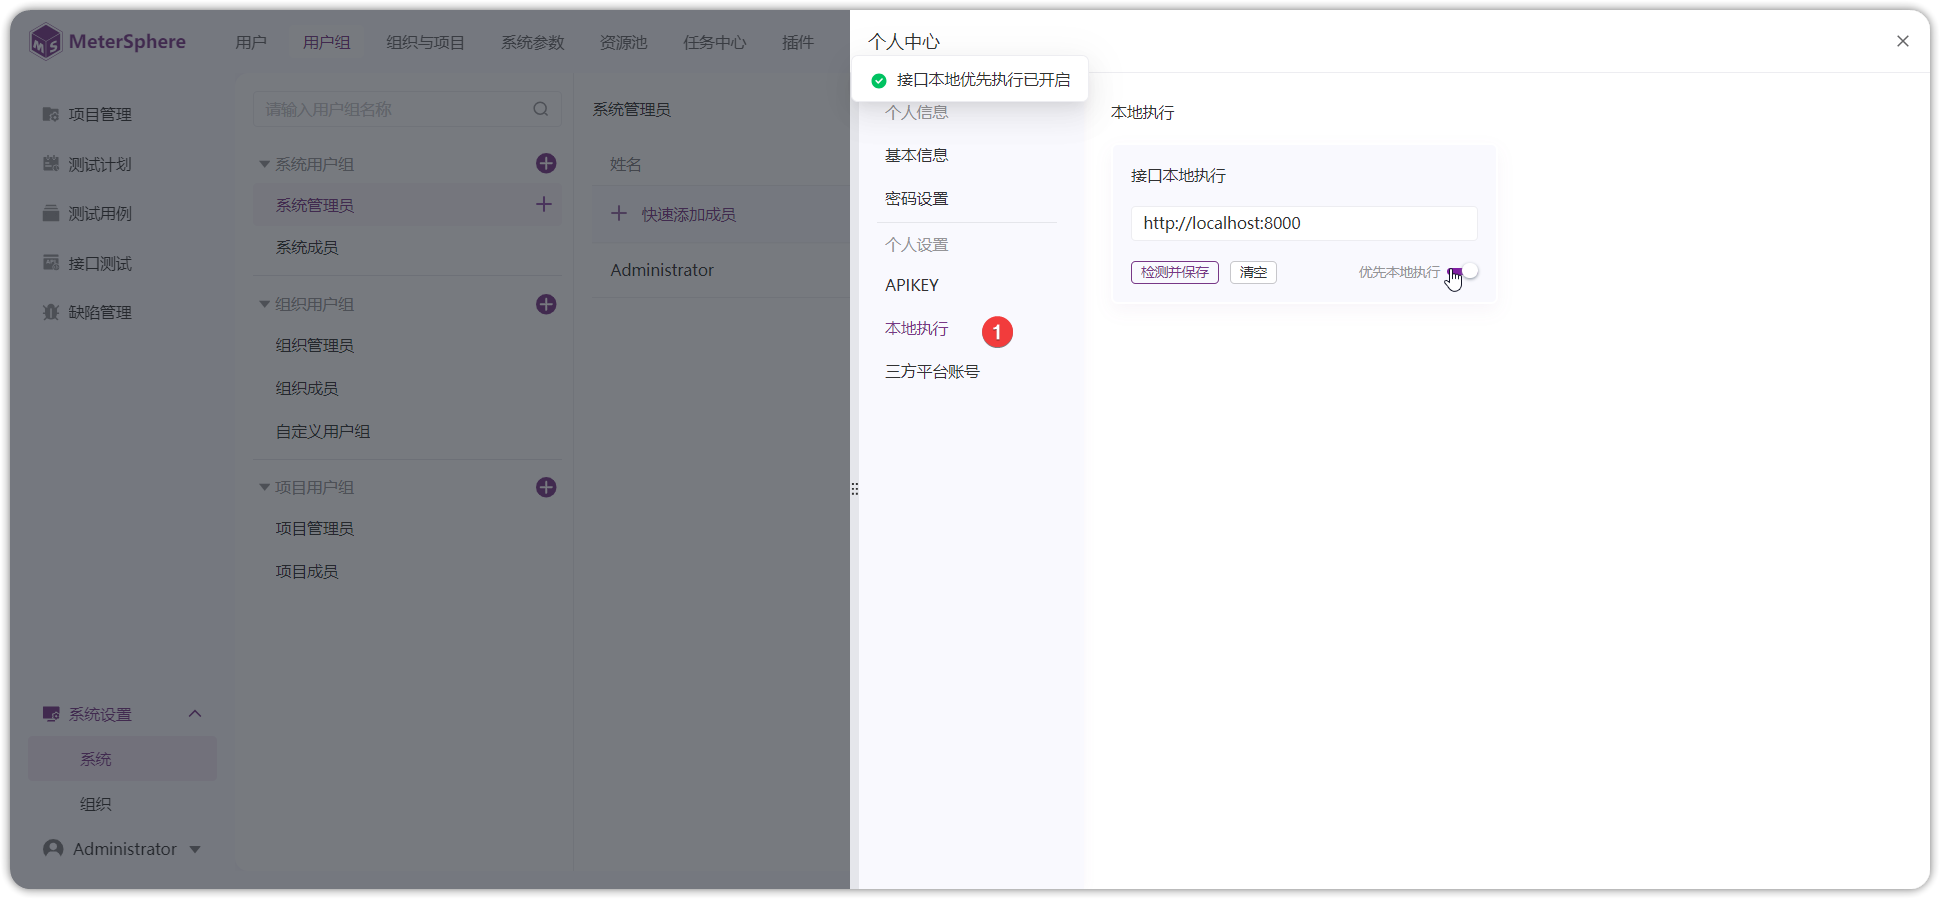 MeterSphere
用户 用户组 组织与项目 系统参数 资源池 任务中心 插件
项目管理
测试计划
测试用例
接口测试
缺陷管理
系统设置
系统
组织
Administrator
请输入用户组名称
系统用户组
系统管理员
系统成员
组织用户组
组织管理员
组织成员
自定义用户组
项目用户组
项目管理员
项目成员
系统管理员
姓名
快速添加成员
Administrator
个人中心
接口本地优先执行已开启
个人信息
基本信息
密码设置
个人设置
APIKEY
本地执行
1
三方平台账号
本地执行
接口本地执行
http://localhost:8000
检测并保存 清空 优先本地执行